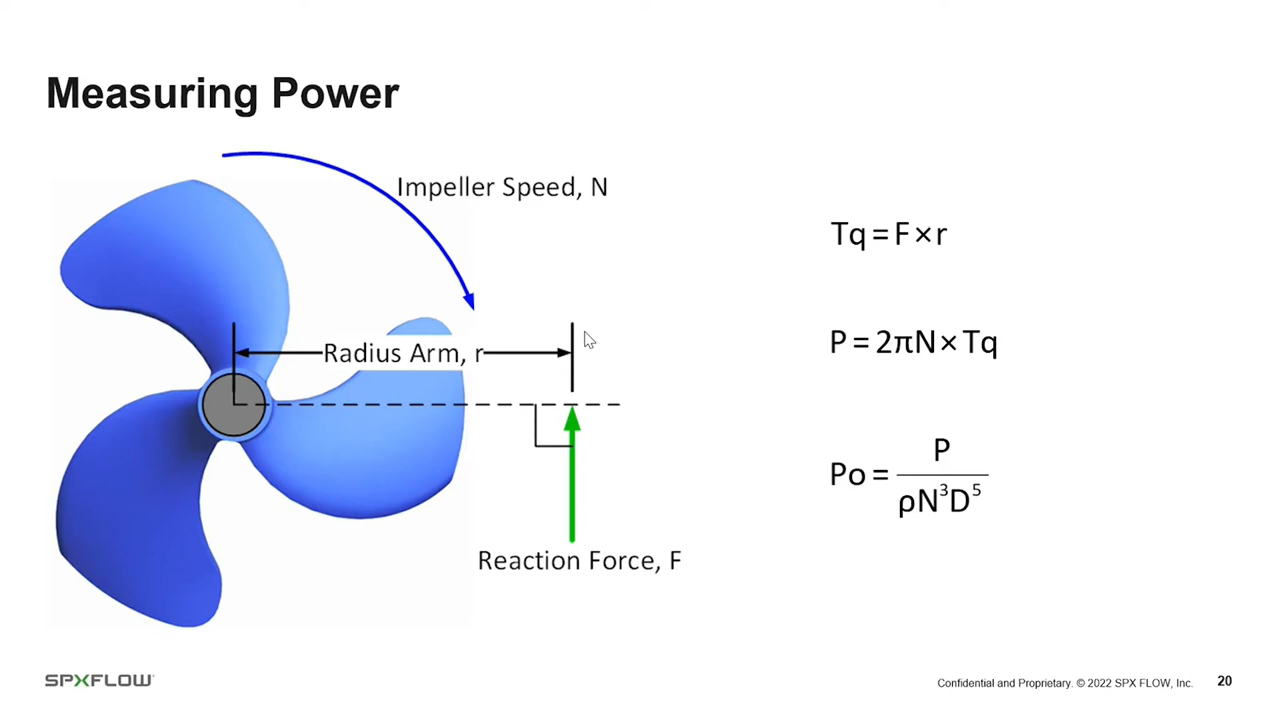 Measuring Power
Impeller Speed, N
Radius Arm, r
Reaction Force, F
Tq = F × r
P = 2πN × Tq
Po = P / ρN³D⁵
SPXFLOW
Confidential and Proprietary. © 2022 SPX FLOW, Inc. 20